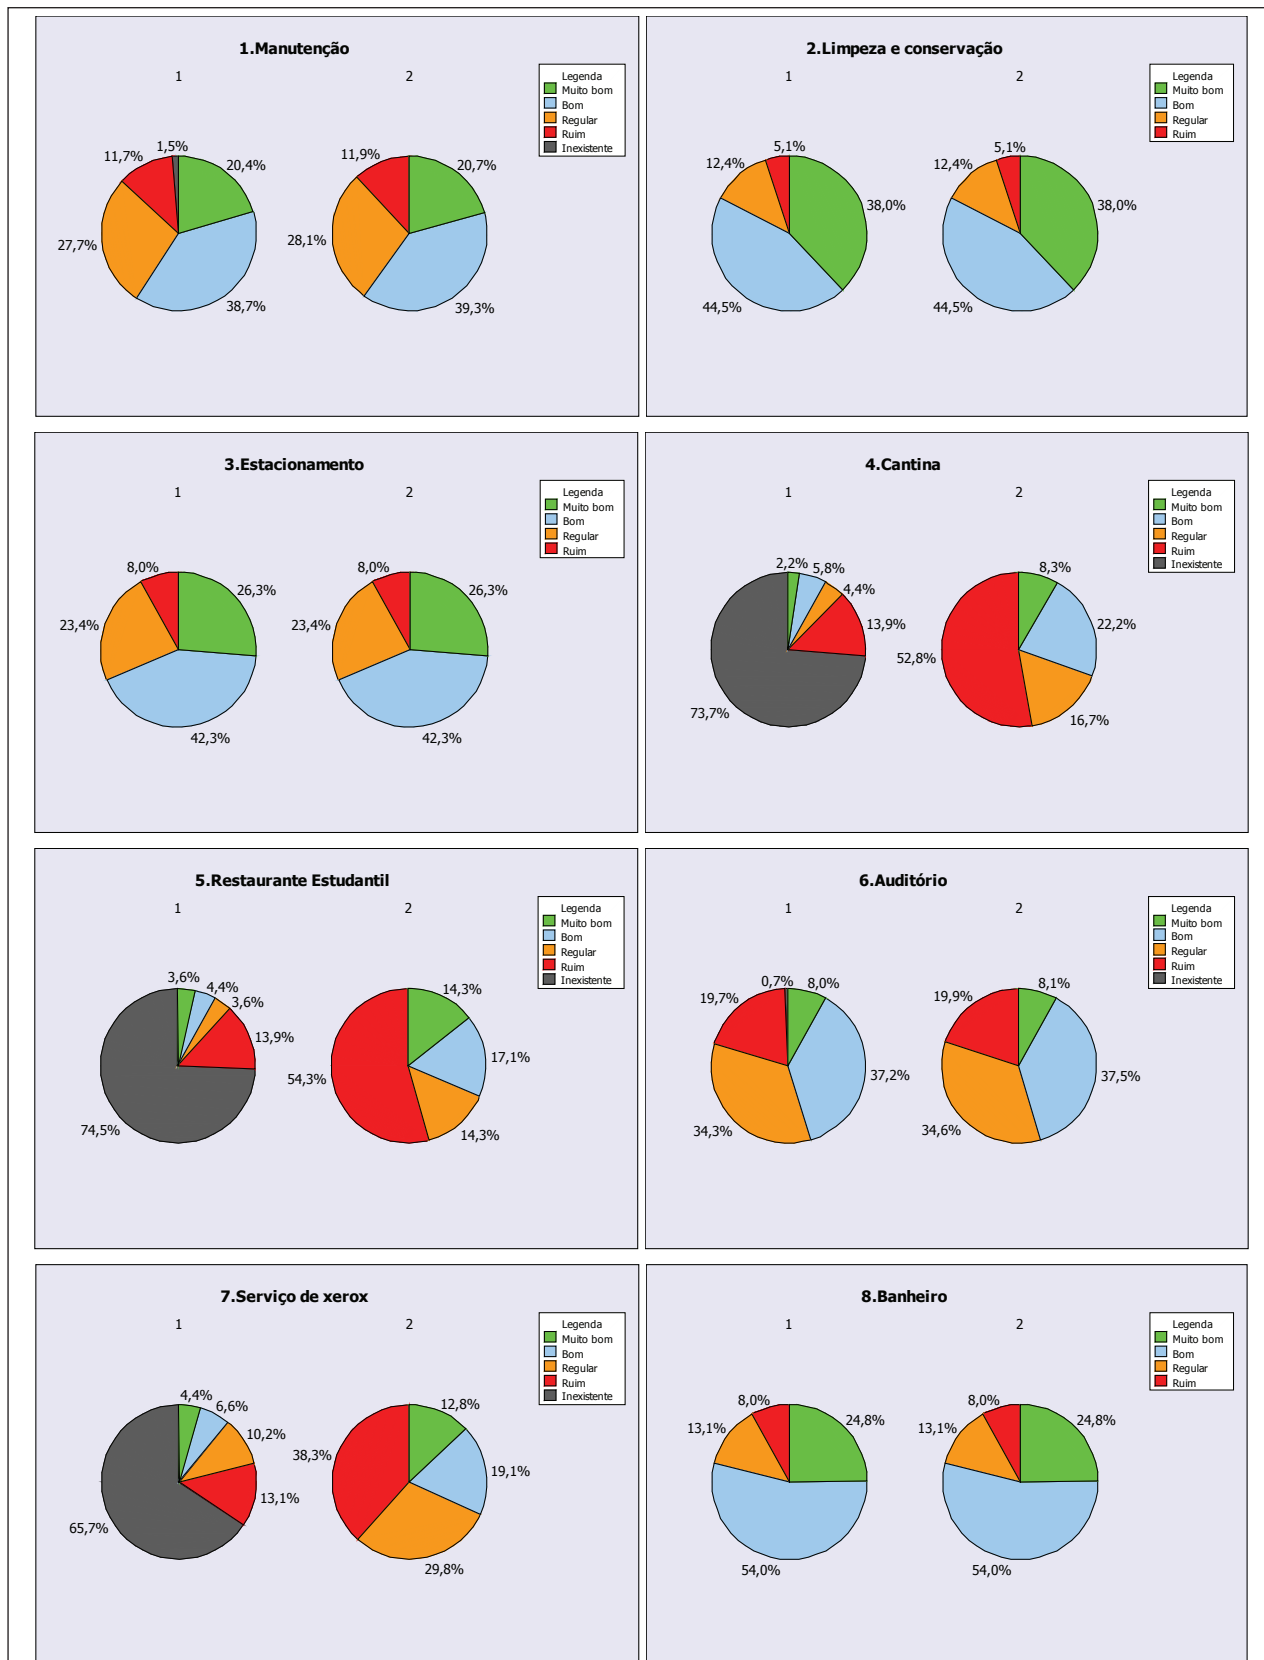 1.Manutenção
1
2
Legenda
Muito bom
Bom
Regular
Ruim
Inexistente
1,5%
11,7%
20,4%
27,7%
38,7%
11,9%
20,7%
28,1%
39,3%
2.Limpeza e conservação
1
2
Legenda
Muito bom
Bom
Regular
Ruim
5,1%
12,4%
38,0%
44,5%
5,1%
12,4%
38,0%
44,5%
3.Estacionamento
1
2
Legenda
Muito bom
Bom
Regular
Ruim
8,0%
26,3%
23,4%
42,3%
8,0%
26,3%
23,4%
42,3%
4.Cantina
1
2
Legenda
Muito bom
Bom
Regular
Ruim
Inexistente
2,2%
5,8%
4,4%
13,9%
73,7%
8,3%
22,2%
52,8%
16,7%
5.Restaurante Estudantil
1
2
Legenda
Muito bom
Bom
Regular
Ruim
Inexistente
3,6%
4,4%
3,6%
13,9%
74,5%
14,3%
17,1%
54,3%
14,3%
6.Auditório
1
2
Legenda
Muito bom
Bom
Regular
Ruim
Inexistente
0,7%
8,0%
19,7%
37,2%
34,3%
8,1%
19,9%
37,5%
34,6%
7.Serviço de xerox
1
2
Legenda
Muito bom
Bom
Regular
Ruim
Inexistente
4,4%
6,6%
10,2%
13,1%
65,7%
12,8%
38,3%
19,1%
29,8%
8.Banheiro
1
2
Legenda
Muito bom
Bom
Regular
Ruim
8,0%
24,8%
13,1%
54,0%
8,0%
24,8%
13,1%
54,0%